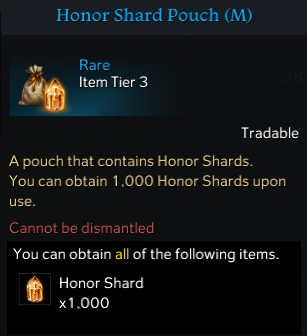 Honor Shard Pouch (M)
Rare
Item Tier 3
Tradable
A pouch that contains Honor Shards.
You can obtain 1,000 Honor Shards upon
use.
Cannot be dismantled
You can obtain all of the following items.
Honor Shard
x1,000